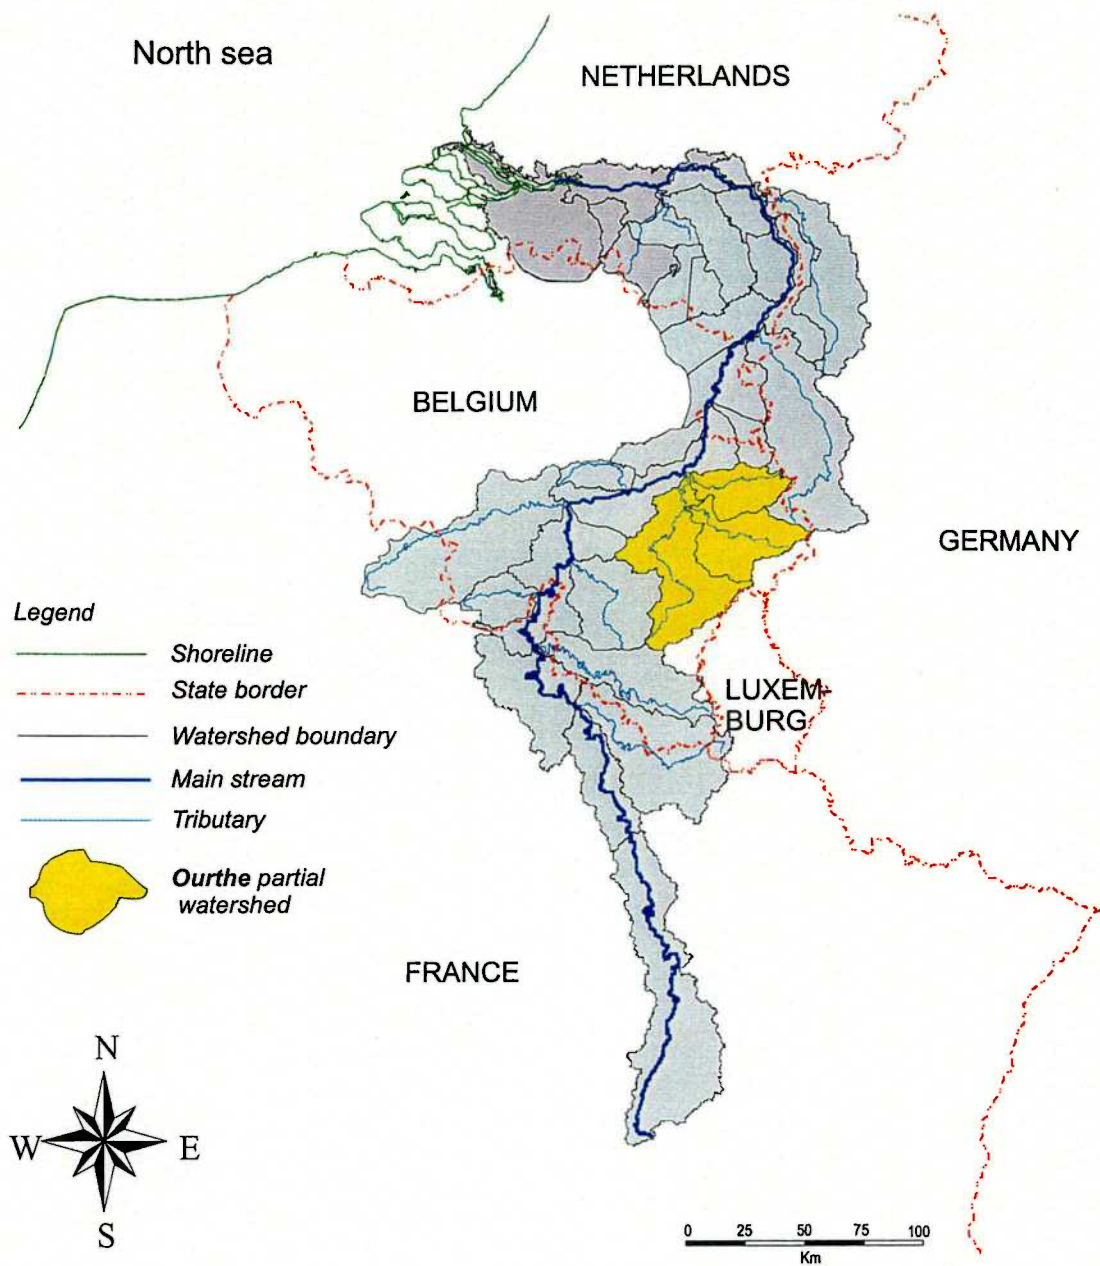 North sea
NETHERLANDS
BELGIUM
GERMANY
Legend
Shoreline
State border
Watershed boundary
Main stream
Tributary
Ourthe partial
watershed
LUXEM-
BURG
FRANCE
N
W E
S
0 25 50 75 100
Km